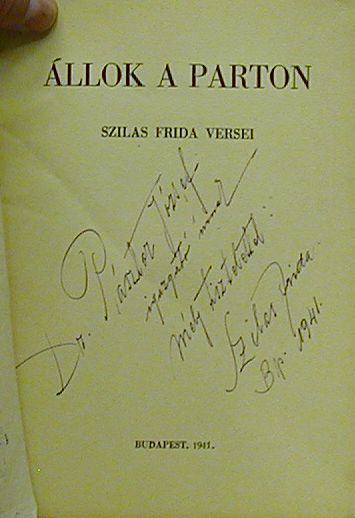 ÁLLOK A PARTON
SZILAS FRIDA VERSEI
Dr. Pásztor József
igazgató úrnak
mély tisztelettel:
Szilas Frida
Bp. 1941.
BUDAPEST, 1941.